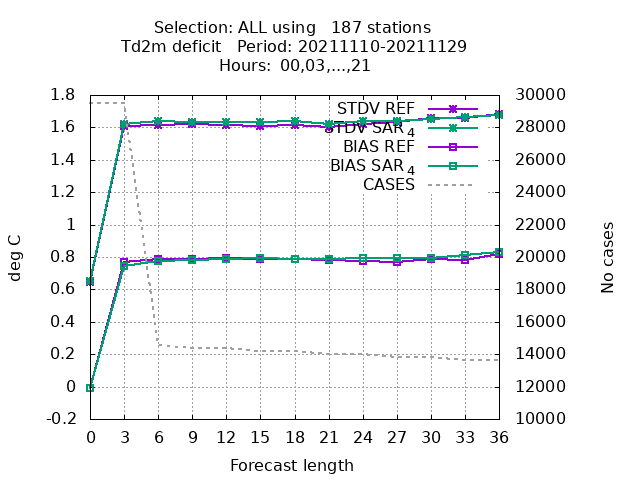 Selection: ALL using   187 stations
Td2m deficit   Period: 20211110-20211129
Hours:  00,03,...,21
STDV REF
STDV SAR4
BIAS REF
BIAS SAR4
CASES
1.8
1.6
1.4
1.2
1
0.8
0.6
0.4
0.2
0
-0.2
30000
28000
26000
24000
22000
20000
18000
16000
14000
12000
10000
deg C
No cases
0 3 6 9 12 15 18 21 24 27 30 33 36
Forecast length